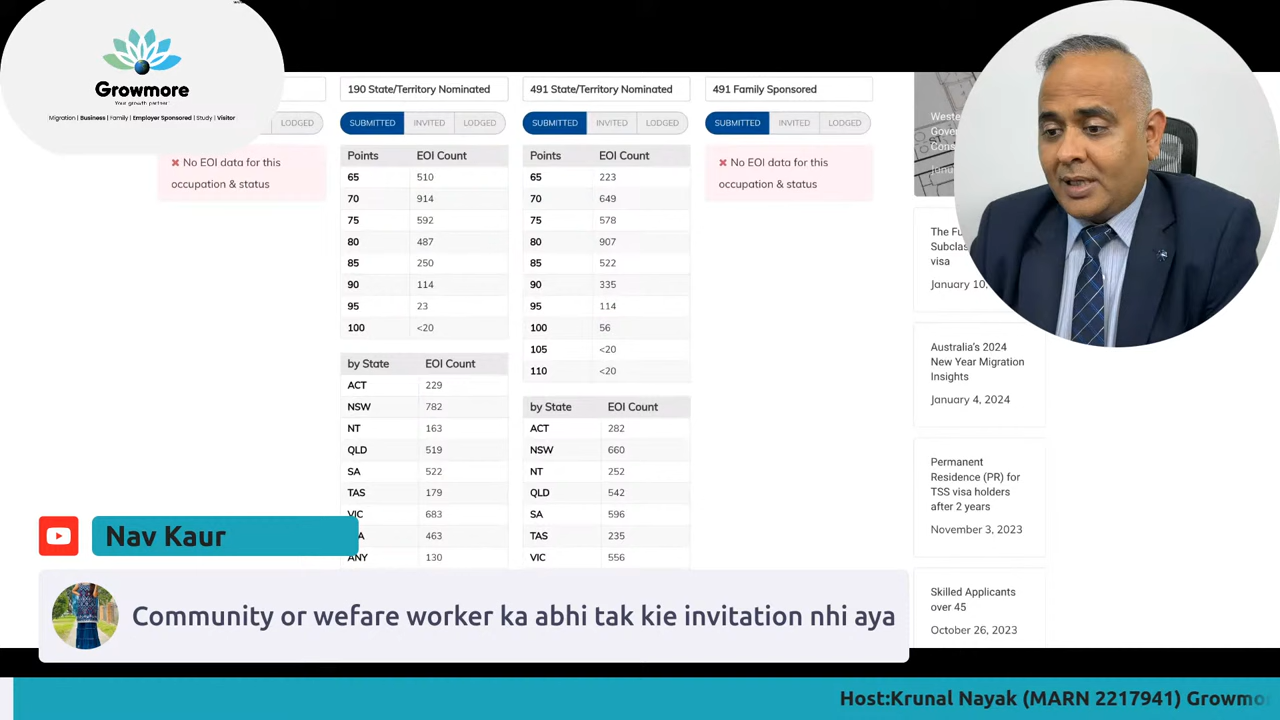 Growmore
Your growth partner
Migration | Business | Family | Employer Sponsored | Study | Visitor
190 State/Territory Nominated
491 State/Territory Nominated
491 Family Sponsored
LODGED
SUBMITTED INVITED LODGED
SUBMITTED INVITED LODGED
SUBMITTED INVITED LODGED
✖ No EOI data for this
occupation & status
Points EOI Count
65 510
70 914
75 592
80 487
85 250
90 114
95 23
100 <20
by State EOI Count
ACT 229
NSW 782
NT 163
QLD 519
SA 522
TAS 179
VIC 683
463
ANY 130
Points EOI Count
65 223
70 649
75 578
80 907
85 522
90 335
95 114
100 56
105 <20
110 <20
by State EOI Count
ACT 282
NSW 660
NT 252
QLD 542
SA 596
TAS 235
VIC 556
✖ No EOI data for this
occupation & status
The Fu
Subclas
visa
January 10,
Australia's 2024
New Year Migration
Insights
January 4, 2024
Permanent
Residence (PR) for
TSS visa holders
after 2 years
November 3, 2023
Skilled Applicants
over 45
October 26, 2023
Nav Kaur
Community or wefare worker ka abhi tak kie invitation nhi aya
Host:Krunal Nayak (MARN 2217941) Growmo